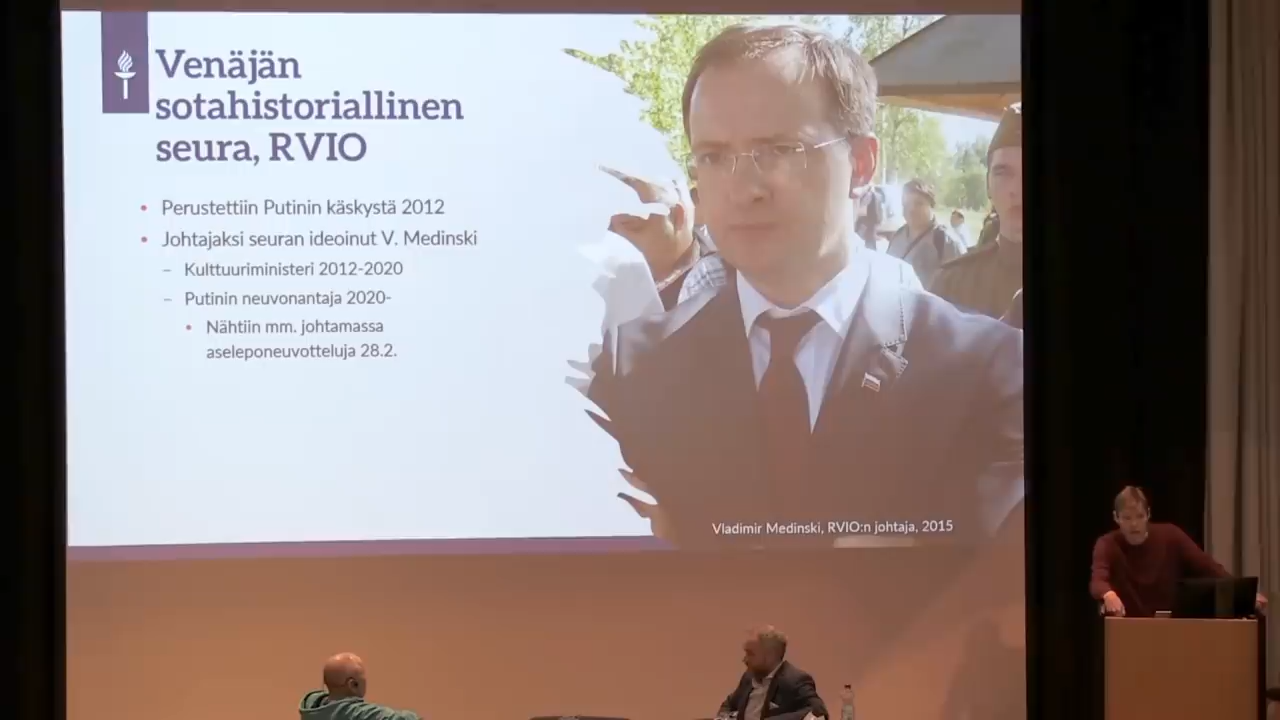 Venäjän
sotahistoriallinen
seura, RVIO
• Perustettiin Putinin käskystä 2012
• Johtajaksi seuran ideoinut V. Medinski
– Kulttuuriministeri 2012-2020
– Putinin neuvonantaja 2020-
• Nähtiin mm. johtamassa
aseleponeuvotteluja 28.2.
Vladimir Medinski, RVIO:n johtaja, 2015